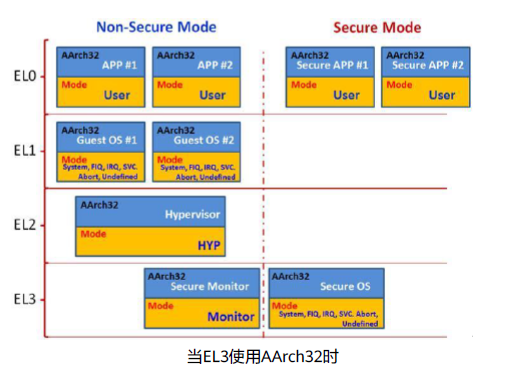 Non-Secure Mode
Secure Mode
EL0
AArch32
APP #1
Mode
User
AArch32
APP #2
Mode
User
AArch32
Secure APP #1
Mode
User
AArch32
Secure APP #2
Mode
User
EL1
AArch32
Guest OS #1
Mode
System, FIQ, IRQ, SVC.
Abort, Undefined
AArch32
Guest OS #2
Mode
System, FIQ, IRQ, SVC.
Abort, Undefined
EL2
AArch32
Hypervisor
Mode
HYP
EL3
AArch32
Secure Monitor
Mode
Monitor
AArch32
Secure OS
Mode
System, FIQ, IRQ, SVC. Abort,
Undefined
当EL3使用AArch32时